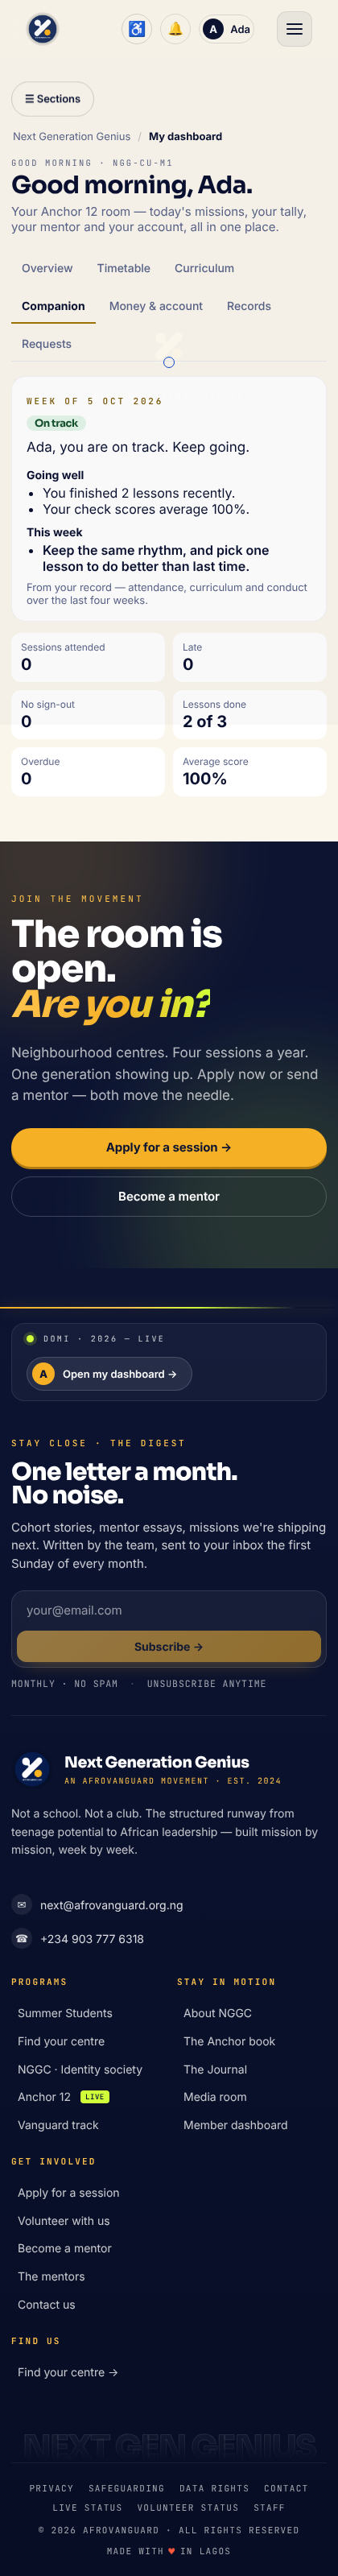 Ada
☰ Sections
Next Generation Genius / My dashboard
GOOD MORNING · NGG-CU-M1
Good morning, Ada.
Your Anchor 12 room — today's missions, your tally,
your mentor and your account, all in one place.
Overview Timetable Curriculum
Companion Money & account Records
Requests
WEEK OF 5 OCT 2026
On track
Ada, you are on track. Keep going.
Going well
• You finished 2 lessons recently.
• Your check scores average 100%.
This week
• Keep the same rhythm, and pick one
lesson to do better than last time.
From your record — attendance, curriculum and conduct
over the last four weeks.
Sessions attended Late
0 0
No sign-out Lessons done
0 2 of 3
Overdue Average score
0 100%
JOIN THE MOVEMENT
The room is
open.
Are you in?
Neighbourhood centres. Four sessions a year.
One generation showing up. Apply now or send
a mentor — both move the needle.
Apply for a session →
Become a mentor
DOMI · 2026 — LIVE
A Open my dashboard →
STAY CLOSE · THE DIGEST
One letter a month.
No noise.
Cohort stories, mentor essays, missions we're shipping
next. Written by the team, sent to your inbox the first
Sunday of every month.
your@email.com
Subscribe →
MONTHLY · NO SPAM · UNSUBSCRIBE ANYTIME
Next Generation Genius
AN AFROVANGUARD MOVEMENT · EST. 2024
Not a school. Not a club. The structured runway from
teenage potential to African leadership — built mission by
mission, week by week.
next@afrovanguard.org.ng
+234 903 777 6318
PROGRAMS
Summer Students
Find your centre
NGGC · Identity society
Anchor 12 LIVE
Vanguard track
STAY IN MOTION
About NGGC
The Anchor book
The Journal
Media room
Member dashboard
GET INVOLVED
Apply for a session
Volunteer with us
Become a mentor
The mentors
Contact us
FIND US
Find your centre →
NEXT GEN GENIUS
PRIVACY SAFEGUARDING DATA RIGHTS CONTACT
LIVE STATUS VOLUNTEER STATUS STAFF
© 2026 AFROVANGUARD · ALL RIGHTS RESERVED
MADE WITH ♥ IN LAGOS